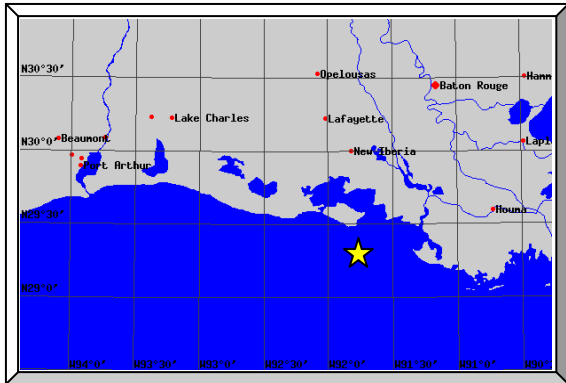 N30°30'
Opelousas
Baton Rouge
Hamm
Lake Charles
Lafayette
N30°0'
Beaumont
New Iberia
Lapl
Port Arthur
N29°30'
Houma
N29°0'
W94°0'
W93°30'
W93°0'
W92°30'
W92°0'
W91°30'
W91°0'
W90°